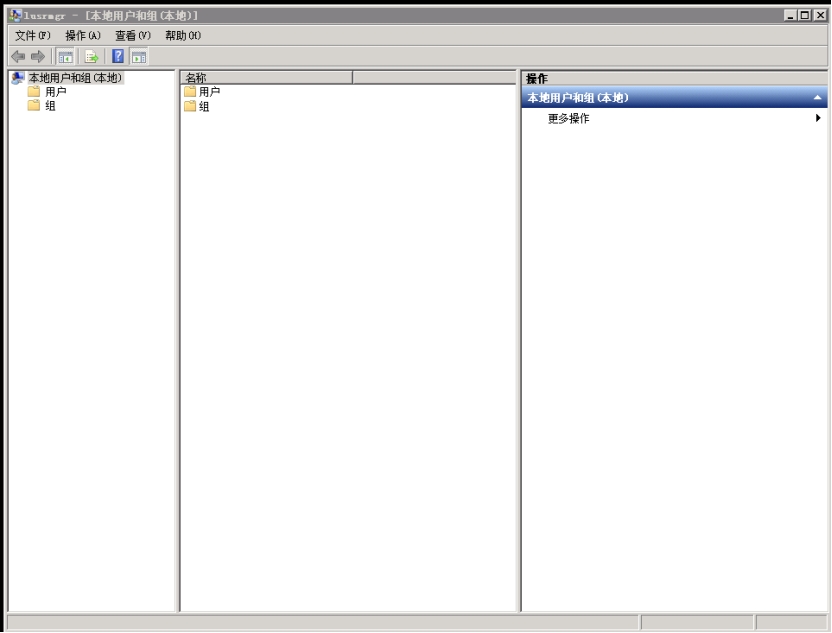 lusrmgr - [本地用户和组(本地)]
文件(F) 操作(A) 查看(V) 帮助(H)
本地用户和组(本地)
用户
组
名称
用户
组
操作
本地用户和组(本地)
更多操作